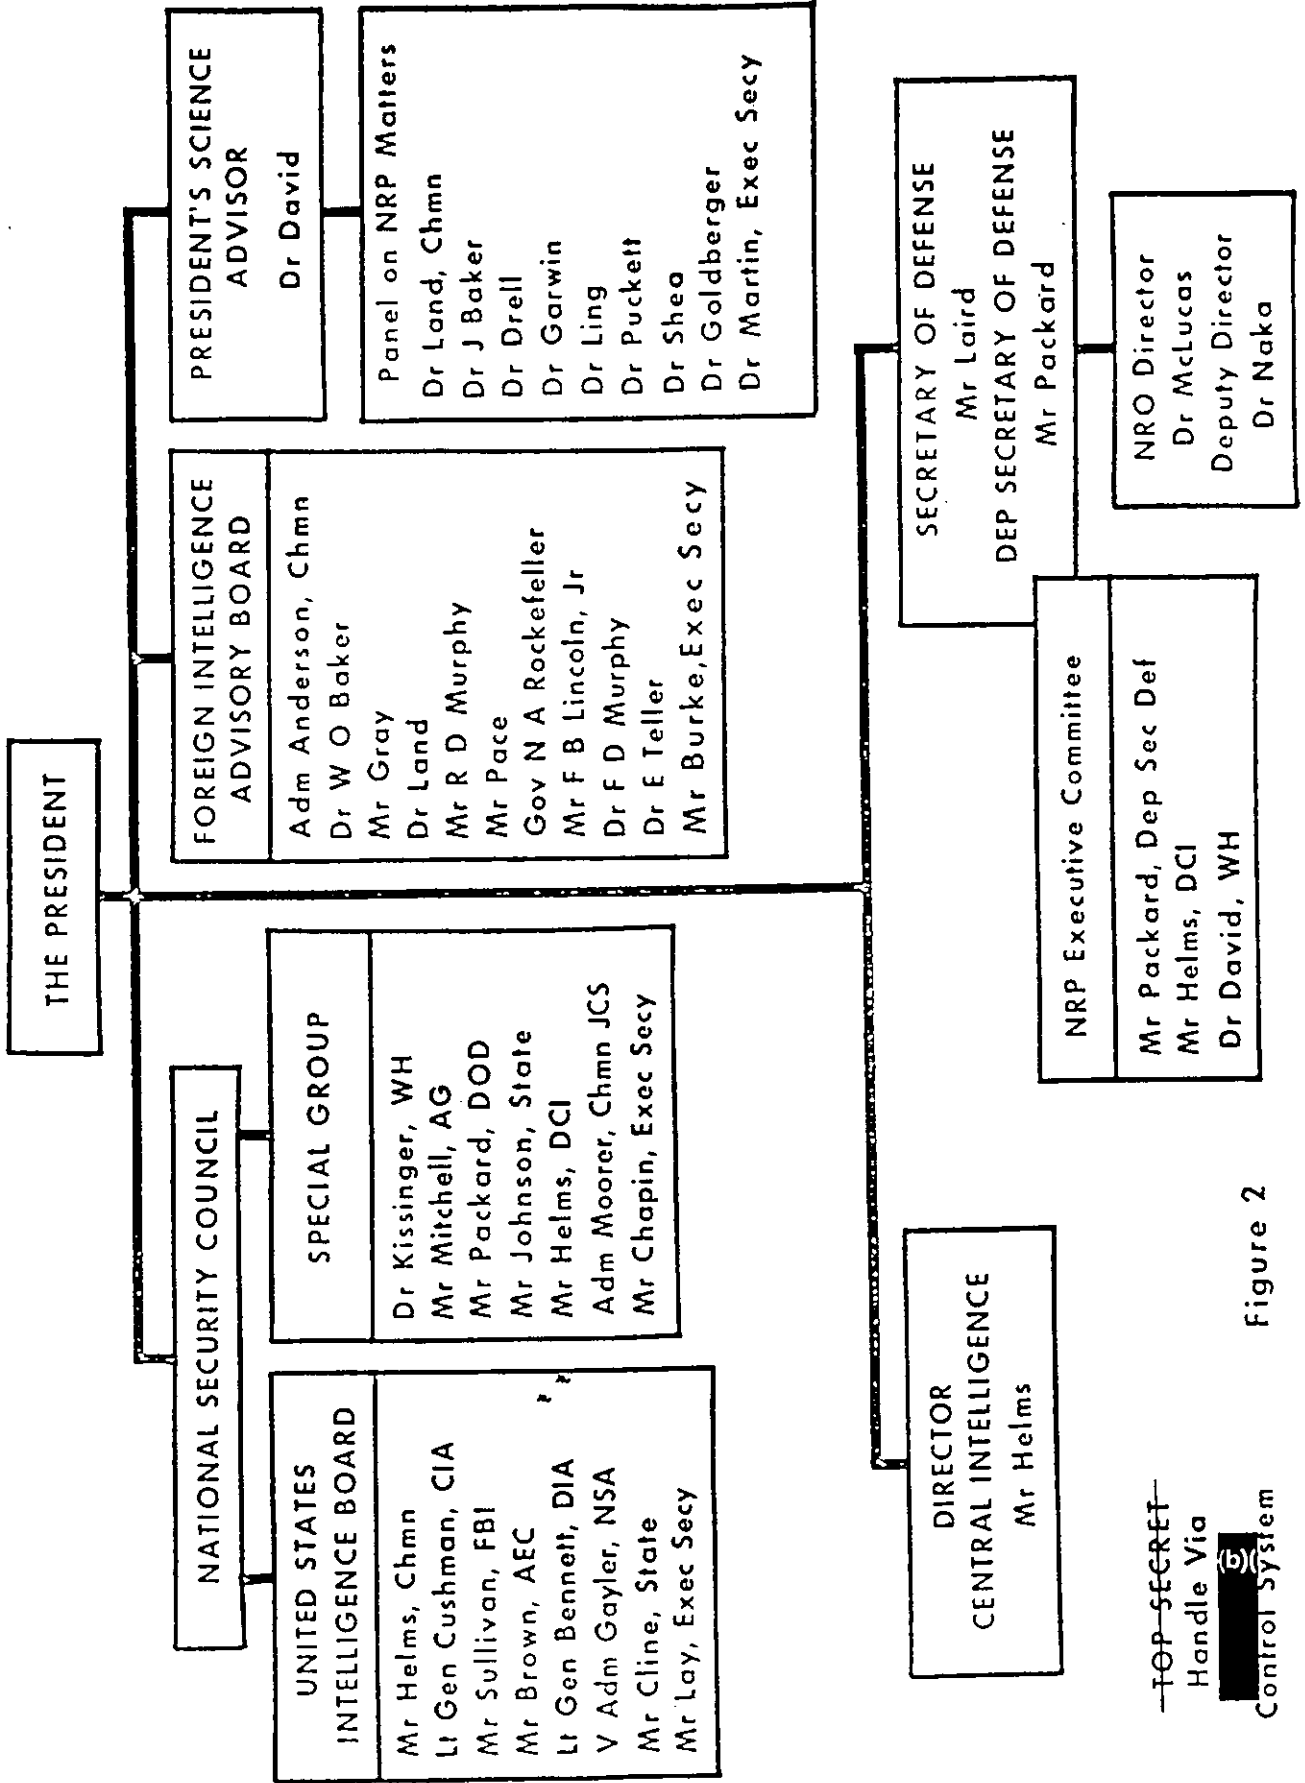 THE PRESIDENT
NATIONAL SECURITY COUNCIL
UNITED STATES
INTELLIGENCE BOARD
Mr Helms, Chmn
Lt Gen Cushman, CIA
Mr Sullivan, FBI
Mr Brown, AEC
Lt Gen Bennett, DIA
V Adm Gayler, NSA
Mr Cline, State
Mr Lay, Exec Secy
SPECIAL GROUP
Dr Kissinger, WH
Mr Mitchell, AG
Mr Packard, DOD
Mr Johnson, State
Mr Helms, DCI
Adm Moorer, Chmn JCS
Mr Chapin, Exec Secy
FOREIGN INTELLIGENCE
ADVISORY BOARD
Adm Anderson, Chmn
Dr W O Baker
Mr Gray
Dr Land
Mr R D Murphy
Mr Pace
Gov N A Rockefeller
Mr F B Lincoln, Jr
Dr F D Murphy
Dr E Teller
Mr Burke, Exec Secy
PRESIDENT'S SCIENCE
ADVISOR
Dr David
Panel on NRP Matters
Dr Land, Chmn
Dr J Baker
Dr Drell
Dr Garwin
Dr Ling
Dr Puckett
Dr Shea
Dr Goldberger
Dr Martin, Exec Secy
DIRECTOR
CENTRAL INTELLIGENCE
Mr Helms
SECRETARY OF DEFENSE
Mr Laird
DEP SECRETARY OF DEFENSE
Mr Packard
NRP Executive Committee
Mr Packard, Dep Sec Def
Mr Helms, DCI
Dr David, WH
NRO Director
Dr McLucas
Deputy Director
Dr Naka
TOP SECRET
Handle Via
(b)(
Control System
Figure 2